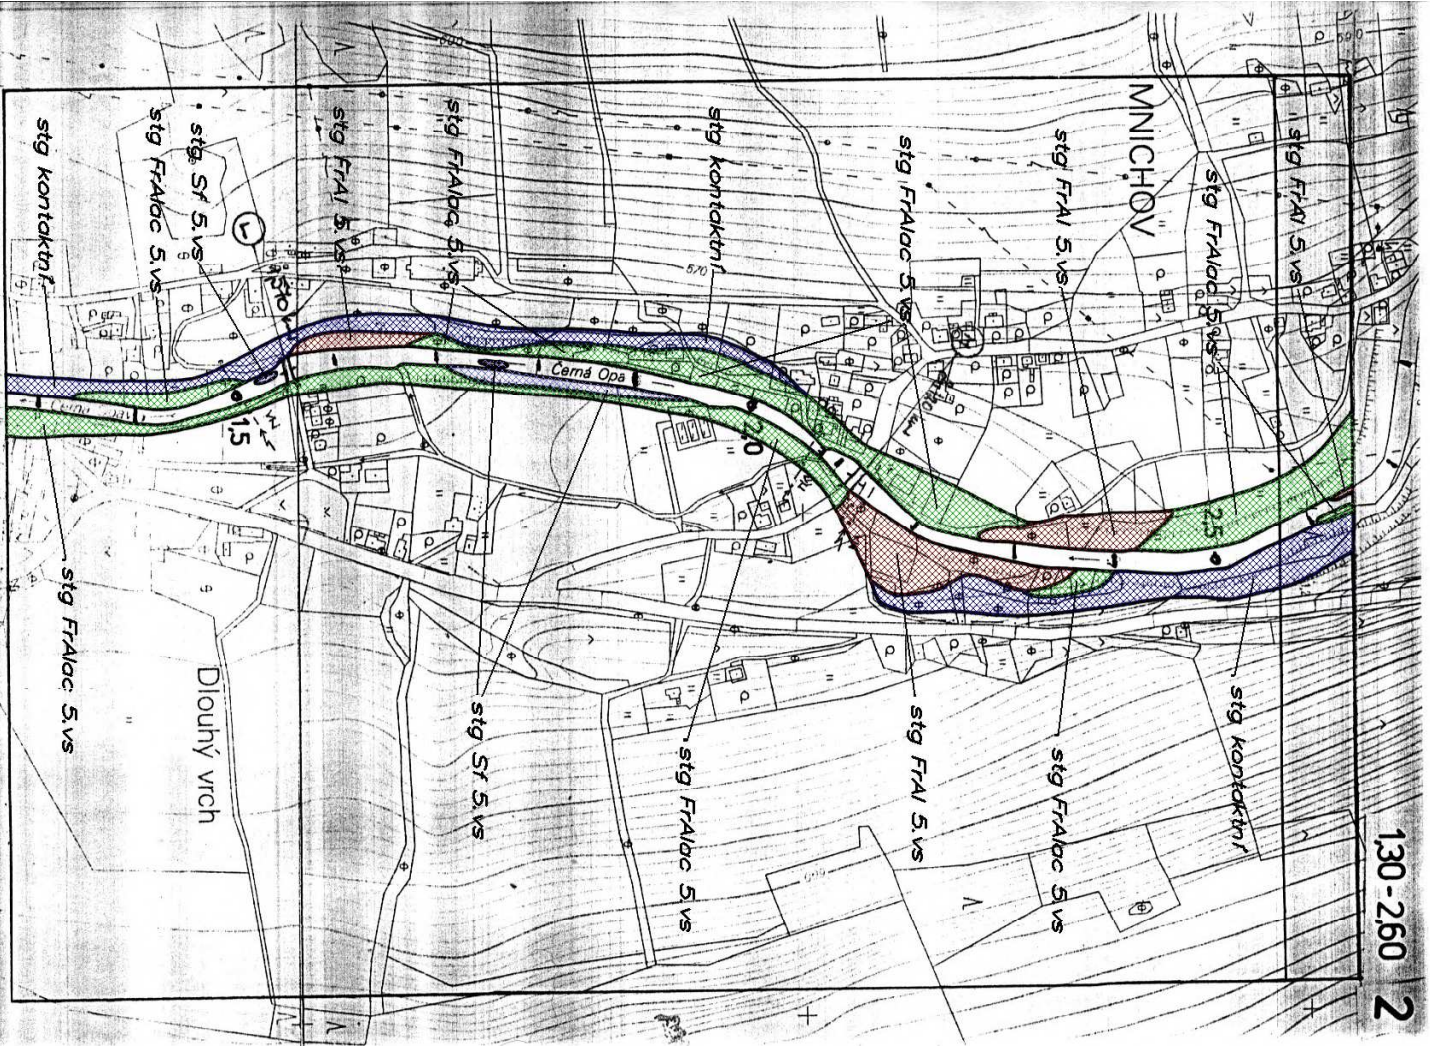 1,30-2,60 2
MNICHOV
stg FrAl 5.vs
stg FrAlac 5.vs
stg FrAl 5.vs
stg FrAlac 5.vs
stg kontaktní
stg FrAlac 5.vs
stg FrAl 5.vs
stg Sf 5.vs
stg FrAlac 5.vs
stg kontaktní
570
690
2,5
2,0
1,5
Černá Opa
stg kontaktní
stg FrAlac 5.vs
stg FrAl 5.vs
stg FrAlac 5.vs
stg Sf 5.vs
stg FrAlac 5.vs
Dlouhý vrch